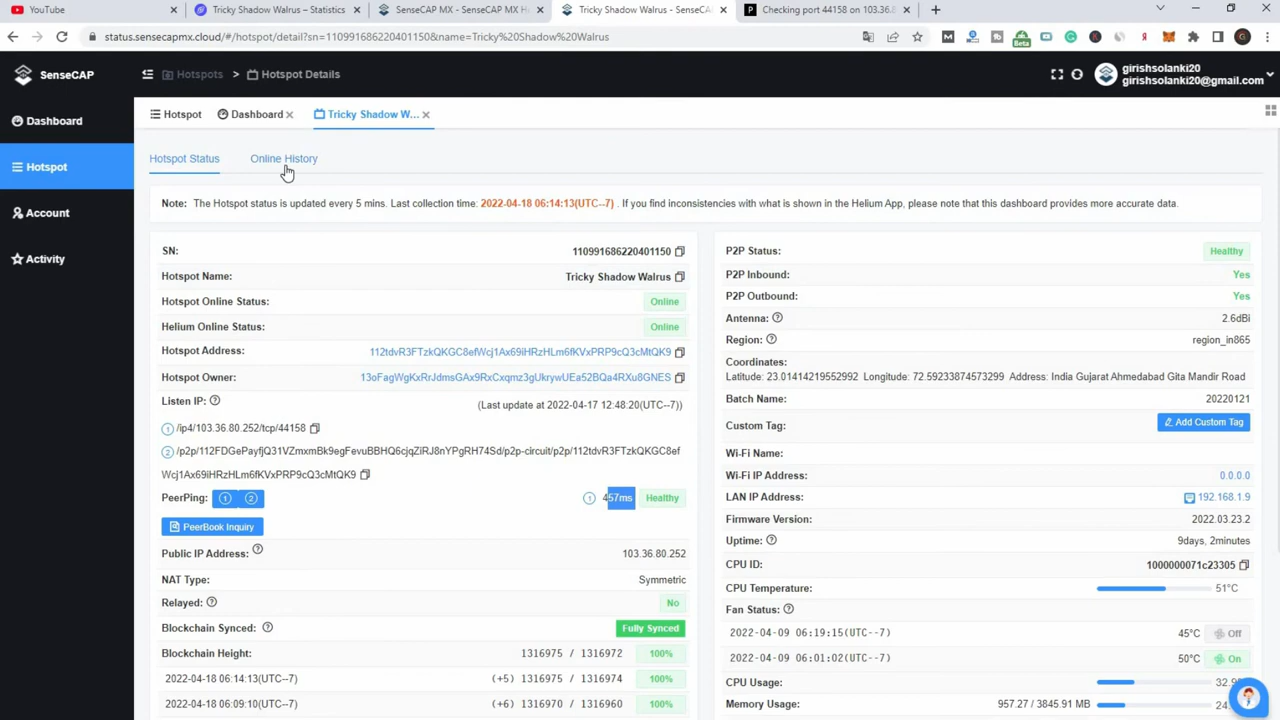 YouTube
Tricky Shadow Walrus – Statistics
SenseCAP MX - SenseCAP MX H
Tricky Shadow Walrus - SenseCA
Checking port 44158 on 103.36.8
status.sensecapmx.cloud/#/hotspot/detail?sn=110991686220401150&name=Tricky%20Shadow%20Walrus
Beta
SenseCAP
Hotspots > Hotspot Details
girishsolanki20
girishsolanki20@gmail.com
Dashboard
Hotspot
Account
Activity
Hotspot
Dashboard
Tricky Shadow W...
Hotspot Status
Online History
Note: The Hotspot status is updated every 5 mins. Last collection time: 2022-04-18 06:14:13(UTC--7) . If you find inconsistencies with what is shown in the Helium App, please note that this dashboard provides more accurate data.
SN: 110991686220401150
Hotspot Name: Tricky Shadow Walrus
Hotspot Online Status: Online
Helium Online Status: Online
Hotspot Address: 112tdvR3FTzkQKGC8efWcj1Ax69iHRzHLm6fKVxPRP9cQ3cMtQK9
Hotspot Owner: 13oFagWgKxRrJdmsGAx9RxCxqmz3gUkrywUEa52BQa4RXu8GNES
Listen IP: (Last update at 2022-04-17 12:48:20(UTC--7))
1 /ip4/103.36.80.252/tcp/44158
2 /p2p/112FDGePayfjQ31VZmxmBk9egFevuBBHQ6cjqZiRJ8nYPgRH74Sd/p2p-circuit/p2p/112tdvR3FTzkQKGC8ef
Wcj1Ax69iHRzHLm6fKVxPRP9cQ3cMtQK9
PeerPing: 1 2 1 457ms Healthy
PeerBook Inquiry
Public IP Address: 103.36.80.252
NAT Type: Symmetric
Relayed: No
Blockchain Synced: Fully Synced
Blockchain Height: 1316975 / 1316972 100%
2022-04-18 06:14:13(UTC--7) (+5) 1316975 / 1316974 100%
2022-04-18 06:09:10(UTC--7) (+6) 1316970 / 1316960 100%
P2P Status: Healthy
P2P Inbound: Yes
P2P Outbound: Yes
Antenna: 2.6dBi
Region: region_in865
Coordinates:
Latitude: 23.01414219552992 Longitude: 72.59233874573299 Address: India Gujarat Ahmedabad Gita Mandir Road
Batch Name: 20220121
Custom Tag: Add Custom Tag
Wi-Fi Name:
Wi-Fi IP Address: 0.0.0.0
LAN IP Address: 192.168.1.9
Firmware Version: 2022.03.23.2
Uptime: 9days, 2minutes
CPU ID: 1000000071c23305
CPU Temperature: 51°C
Fan Status:
2022-04-09 06:19:15(UTC--7) 45°C Off
2022-04-09 06:01:02(UTC--7) 50°C On
CPU Usage: 32.9
Memory Usage: 957.27 / 3845.91 MB 24.